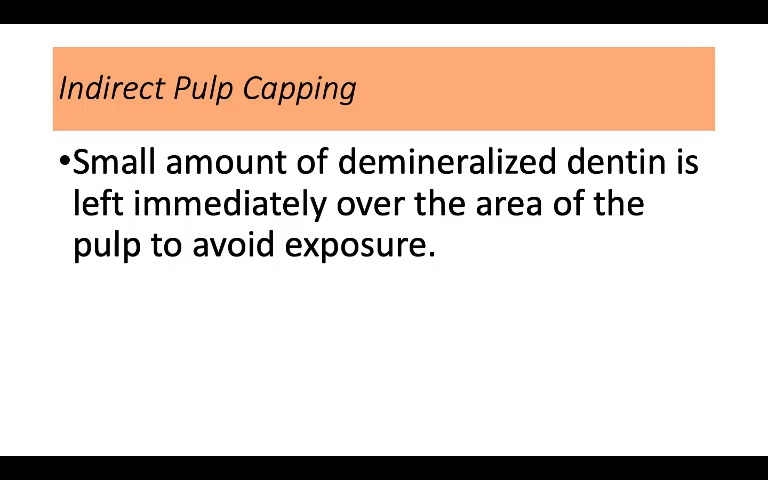 Indirect Pulp Capping
•Small amount of demineralized dentin is
left immediately over the area of the
pulp to avoid exposure.